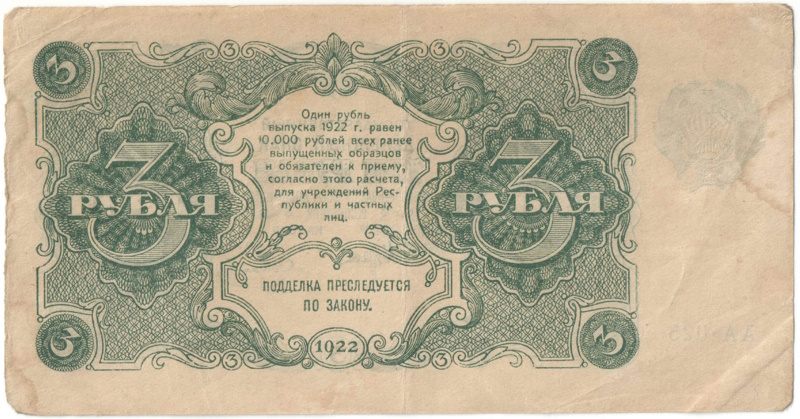 3 3 3 3
Один рубль
выпуска 1922 г. равен
10.000 рублей всех ранее
выпущенных образцов
и обязателен к приему,
согласно этого расчета,
для учреждений Рес-
публики и частных
лиц.
3 РУБЛЯ
3 РУБЛЯ
ПОДДЕЛКА ПРЕСЛЕДУЕТСЯ
ПО ЗАКОНУ.
3 3 1922 3 3